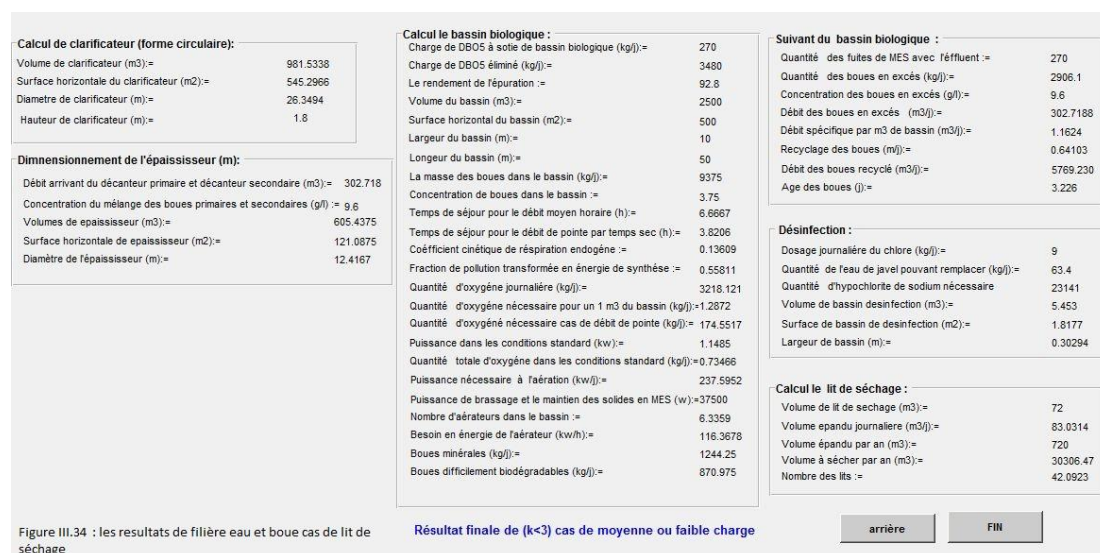 Calcul de clarificateur (forme circulaire):
Volume de clarificateur (m3):= 981.5338
Surface horizontale du clarificateur (m2):= 545.2966
Diametre de clarificateur (m):= 26.3494
Hauteur de clarificateur (m):= 1.8
Dimnensionnement de l'épaississeur (m):
Débit arrivant du décanteur primaire et décanteur secondaire (m3):= 302.718
Concentration du mélange des boues primaires et secondaires (g/l) := 9.6
Volumes de epaississeur (m3):= 605.4375
Surface horizontale de epaississeur (m2):= 121.0875
Diamètre de l'épaississeur (m):= 12.4167
Calcul le bassin biologique :
Charge de DBO5 à sotie de bassin biologique (kg/j):= 270
Charge de DBO5 éliminé (kg/j):= 3480
Le rendement de l'épuration := 92.8
Volume du bassin (m3):= 2500
Surface horizontal du bassin (m2):= 500
Largeur du bassin (m):= 10
Longeur du bassin (m):= 50
La masse des boues dans le bassin (kg/j):= 9375
Concentration de boues dans le bassin := 3.75
Temps de séjour pour le débit moyen horaire (h):= 6.6667
Temps de séjour pour le débit de pointe par temps sec (h):= 3.8206
Coéfficient cinétique de réspiration endogéne := 0.13609
Fraction de pollution transformée en énergie de synthése := 0.55811
Quantité d'oxygéne journaliére (kg/j):= 3218.121
Quantité d'oxygéne nécessaire pour un 1 m3 du bassin (kg/j):= 1.2872
Quantité d'oxygéné nécessaire cas de débit de pointe (kg/j):= 174.5517
Puissance dans les conditions standard (kw):= 1.1485
Quantité totale d'oxygéne dans les conditions standard (kg/j):= 0.73466
Puissance nécessaire à l'aération (kw/j):= 237.5952
Puissance de brassage et le maintien des solides en MES (w):= 37500
Nombre d'aérateurs dans le bassin := 6.3359
Besoin en énergie de l'aérateur (kw/h):= 116.3678
Boues minérales (kg/j):= 1244.25
Boues difficilement biodégradables (kg/j):= 870.975
Suivant du bassin biologique :
Quantité des fuites de MES avec l'éffluent := 270
Quantité des boues en excés (kg/j):= 2906.1
Concentration des boues en excés (g/l):= 9.6
Débit des boues en excés (m3/j):= 302.7188
Débit spécifique par m3 de bassin (m3/j):= 1.1624
Recyclage des boues (m/j):= 0.64103
Débit des boues recyclé (m3/j):= 5769.230
Age des boues (j):= 3.226
Désinfection :
Dosage journaliére du chlore (kg/j):= 9
Quantité de l'eau de javel pouvant remplacer (kg/j):= 63.4
Quantité d'hypochlorite de sodium nécessaire 23141
Volume de bassin desinfection (m3):= 5.453
Surface de bassin de desinfection (m2):= 1.8177
Largeur de bassin (m):= 0.30294
Calcul le lit de séchage :
Volume de lit de sechage (m3):= 72
Volume epandu journaliere (m3/j):= 83.0314
Volume épandu par an (m3):= 720
Volume à sécher par an (m3):= 30306.47
Nombre des lits := 42.0923
Figure III.34 : les resultats de filière eau et boue cas de lit de
séchage
Résultat finale de (k<3) cas de moyenne ou faible charge
arrière
FIN